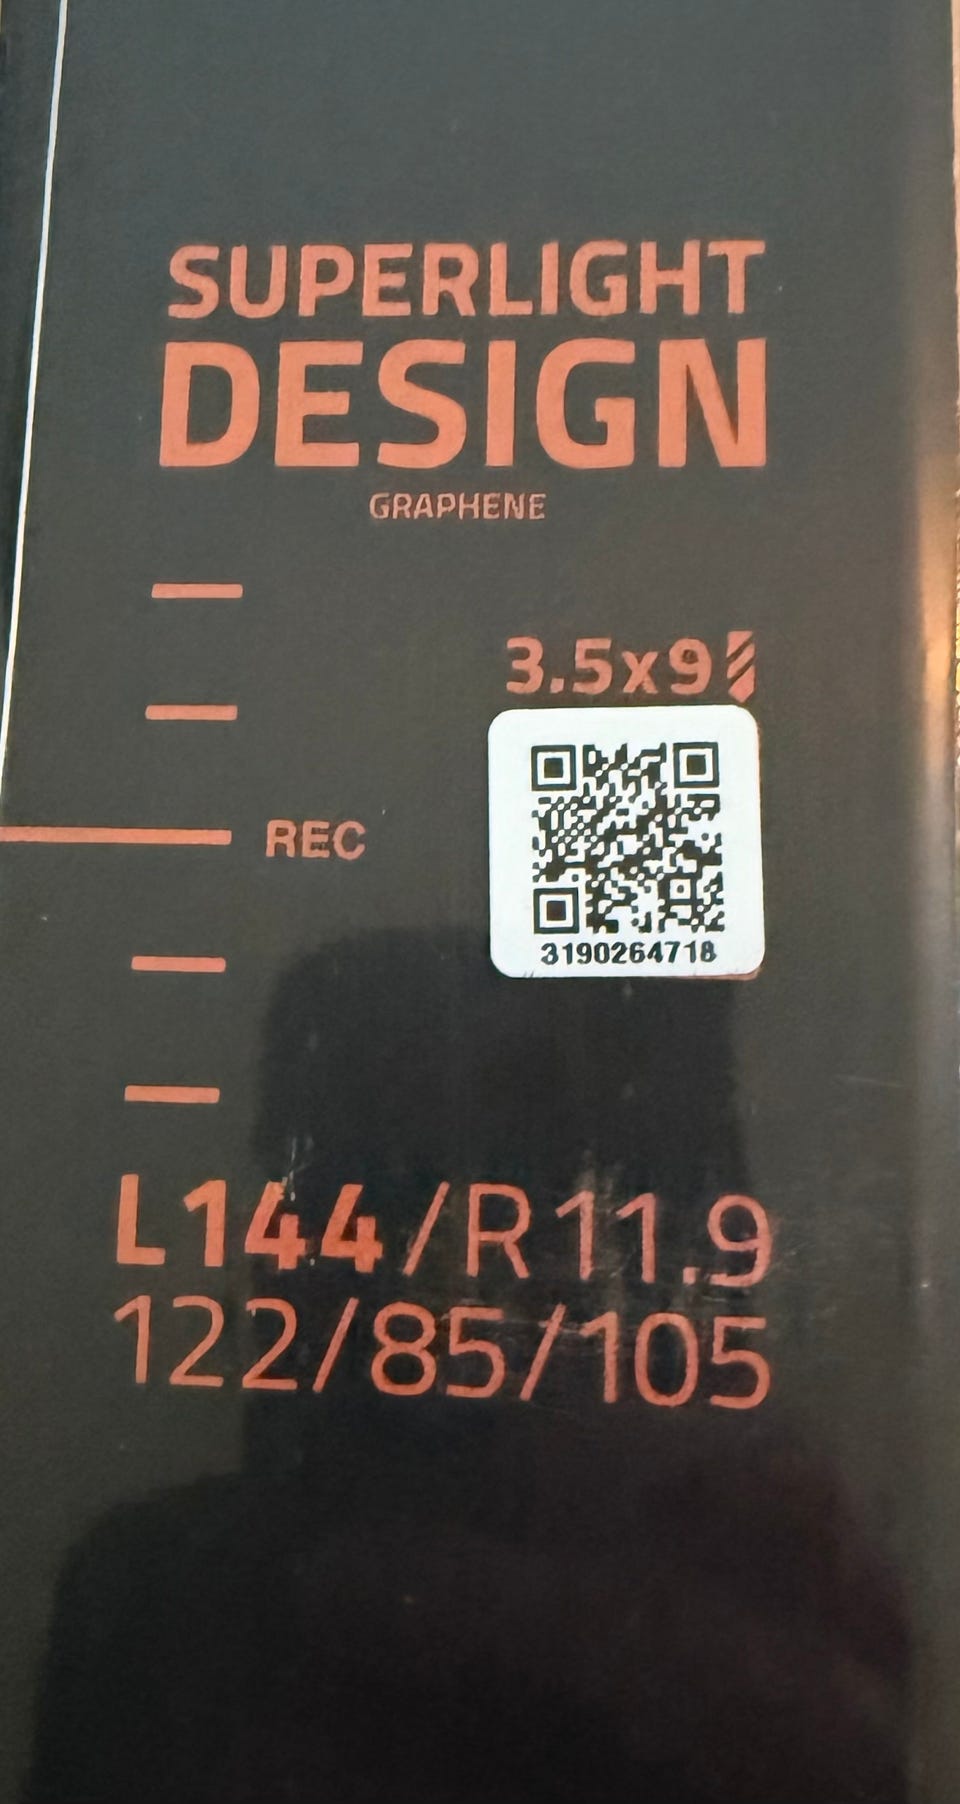 SUPERLIGHT
DESIGN
GRAPHENE
3.5x9
REC
3190264718
L144/R11.9
122/85/105